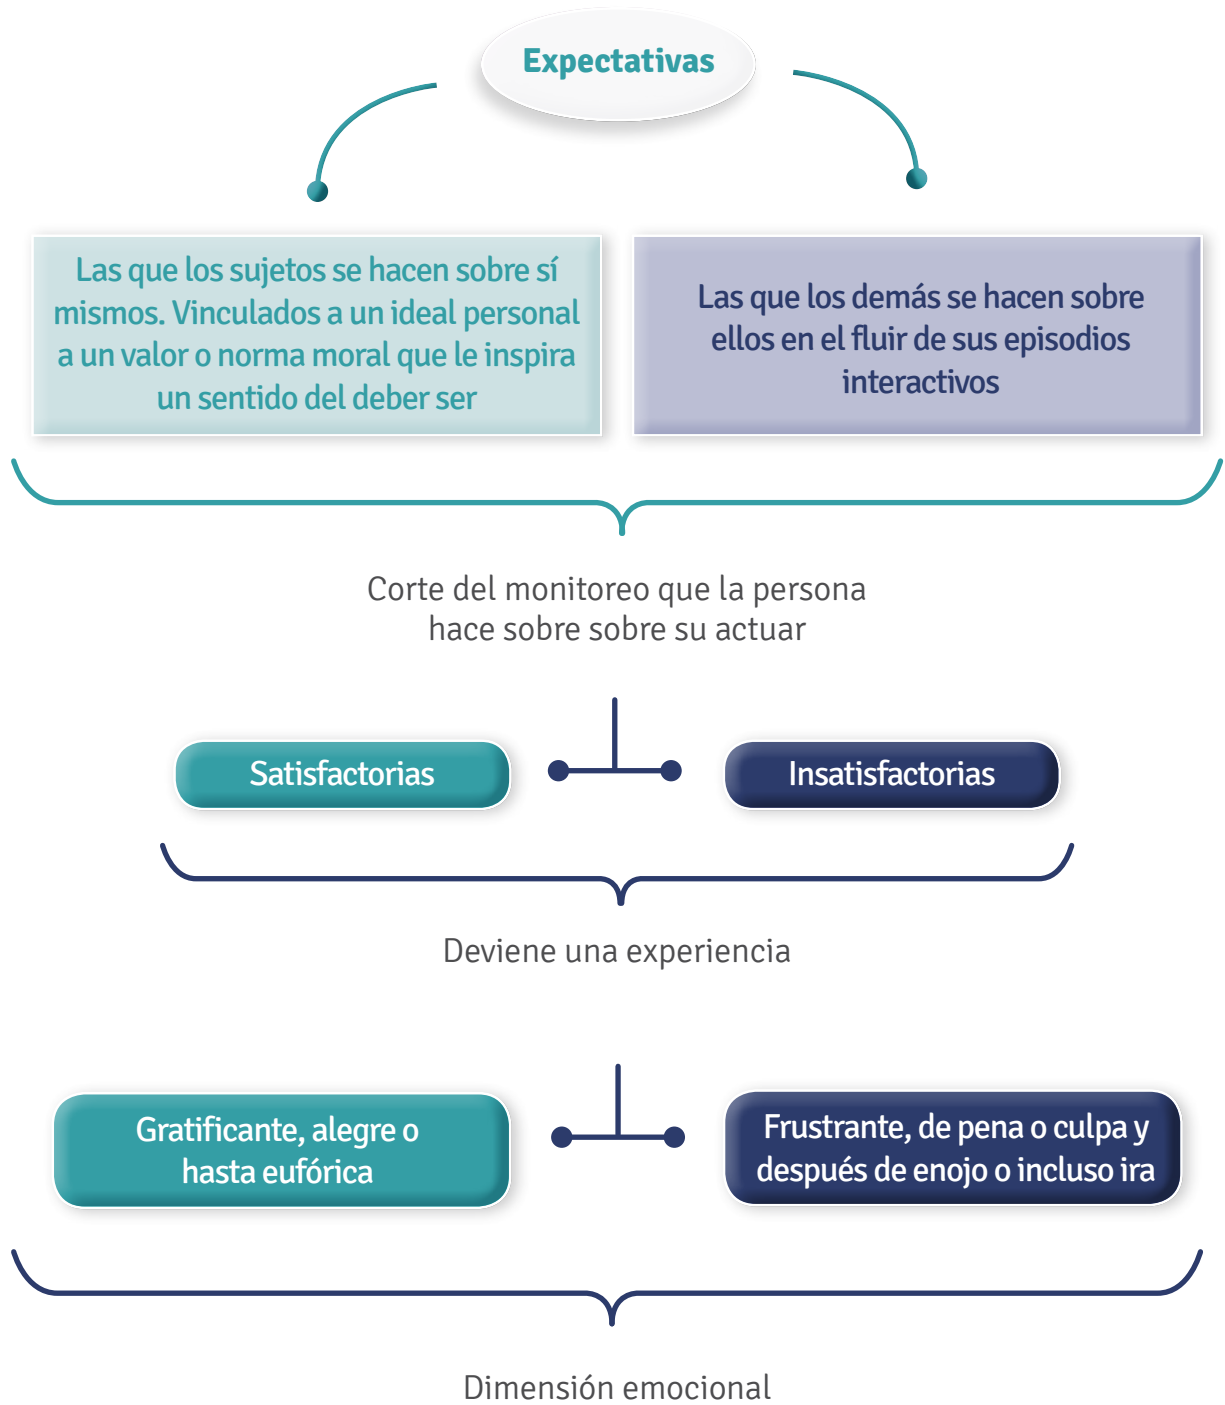 Expectativas
Las que los sujetos se hacen sobre sí
mismos. Vinculados a un ideal personal
a un valor o norma moral que le inspira
un sentido del deber ser
Las que los demás se hacen sobre
ellos en el fluir de sus episodios
interactivos
Corte del monitoreo que la persona
hace sobre sobre su actuar
Satisfactorias
Insatisfactorias
Deviene una experiencia
Gratificante, alegre o
hasta eufórica
Frustrante, de pena o culpa y
después de enojo o incluso ira
Dimensión emocional